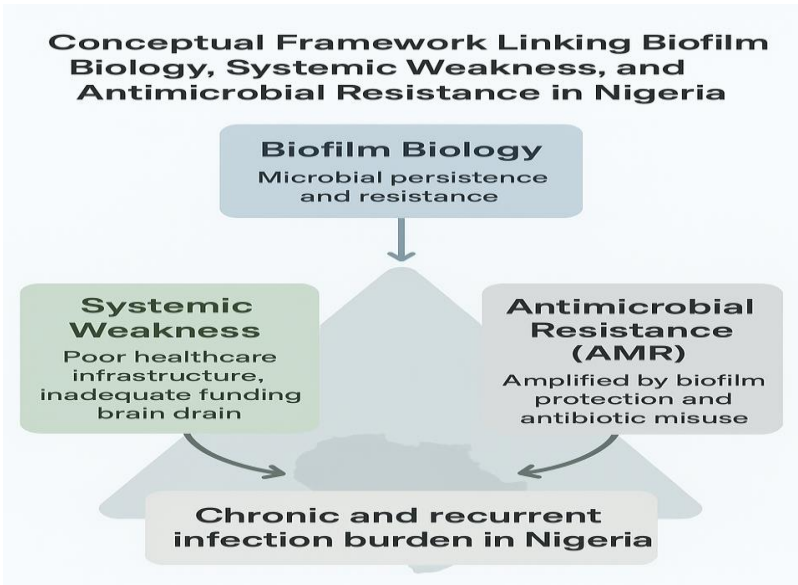 Conceptual Framework Linking Biofilm
Biology, Systemic Weakness, and
Antimicrobial Resistance in Nigeria
Biofilm Biology
Microbial persistence
and resistance
Systemic
Weakness
Poor healthcare
infrastructure,
inadequate funding
brain drain
Antimicrobial
Resistance
(AMR)
Amplified by biofilm
protection and
antibiotic misuse
Chronic and recurrent
infection burden in Nigeria